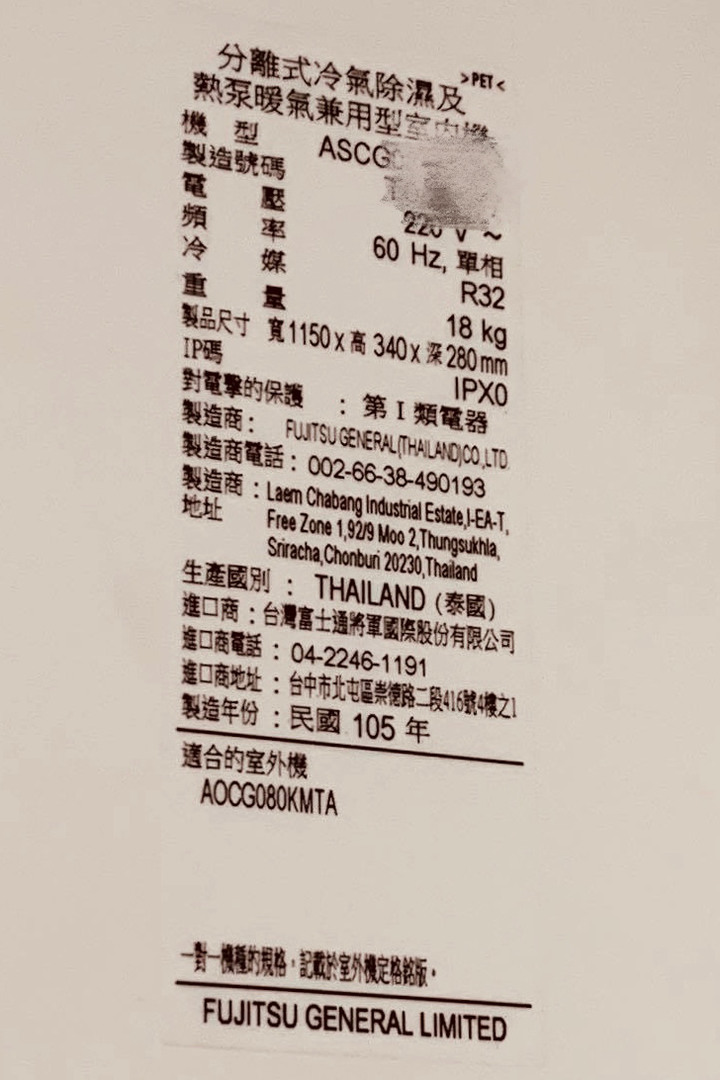 >PET<
分離式冷氣除濕及
熱泵暖氣兼用型室內機
機 型 ASCG
製造號碼
電 壓 220 V ~
頻 率 60 Hz, 單相
冷 媒 R32
重 量 18 kg
製品尺寸 寬1150 x 高 340 x 深 280 mm
IP碼 IPX0
對電擊的保護 : 第 I 類電器
製造商 : FUJITSU GENERAL(THAILAND)CO.,LTD.
製造商電話 : 002-66-38-490193
製造商 : Laem Chabang Industrial Estate,I-EA-T,
地址 Free Zone 1,92/9 Moo 2,Thungsukhla,
Sriracha,Chonburi 20230,Thailand
生產國別 : THAILAND (泰國)
進口商 : 台灣富士通將軍國際股份有限公司
進口商電話 : 04-2246-1191
進口商地址 : 台中市北屯區崇德路二段416號4樓之1
製造年份 : 民國 105 年
適合的室外機
AOCG080KMTA
一對一機種的規格，記載於室外機定格銘版。
FUJITSU GENERAL LIMITED